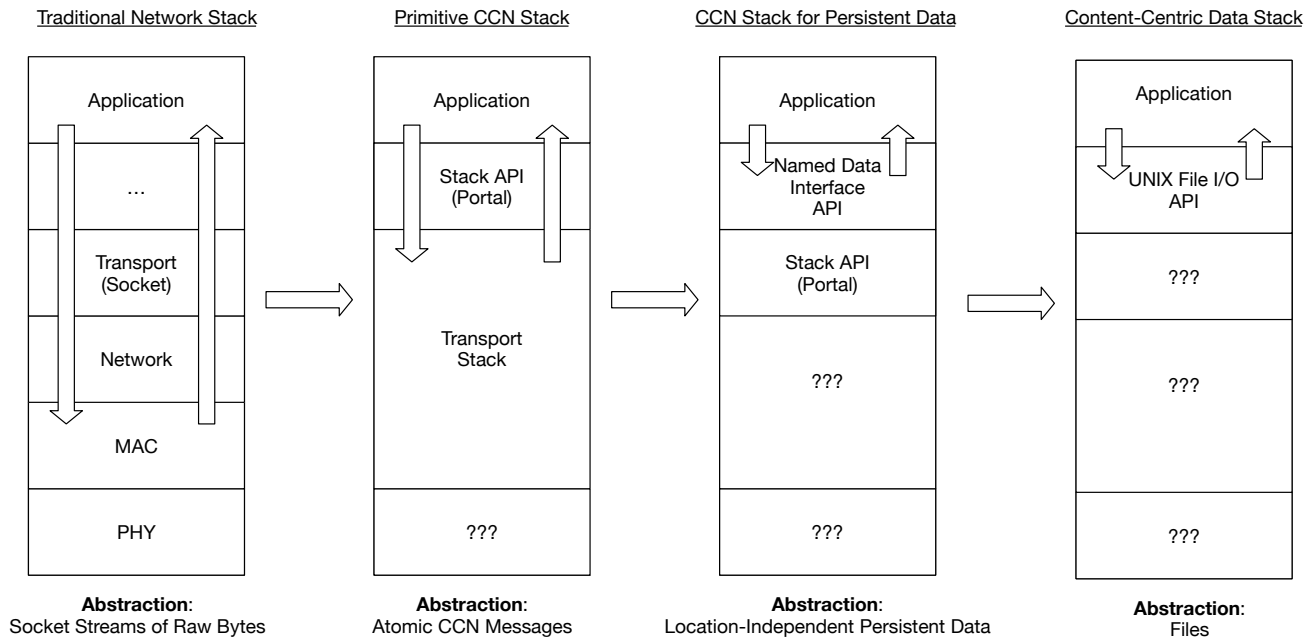 Traditional Network Stack
Application
...
Transport
(Socket)
Network
MAC
PHY
Abstraction:
Socket Streams of Raw Bytes
Primitive CCN Stack
Application
Stack API
(Portal)
Transport
Stack
???
Abstraction:
Atomic CCN Messages
CCN Stack for Persistent Data
Application
Named Data
Interface
API
Stack API
(Portal)
???
???
Abstraction:
Location-Independent Persistent Data
Content-Centric Data Stack
Application
UNIX File I/O
API
???
???
???
Abstraction:
Files